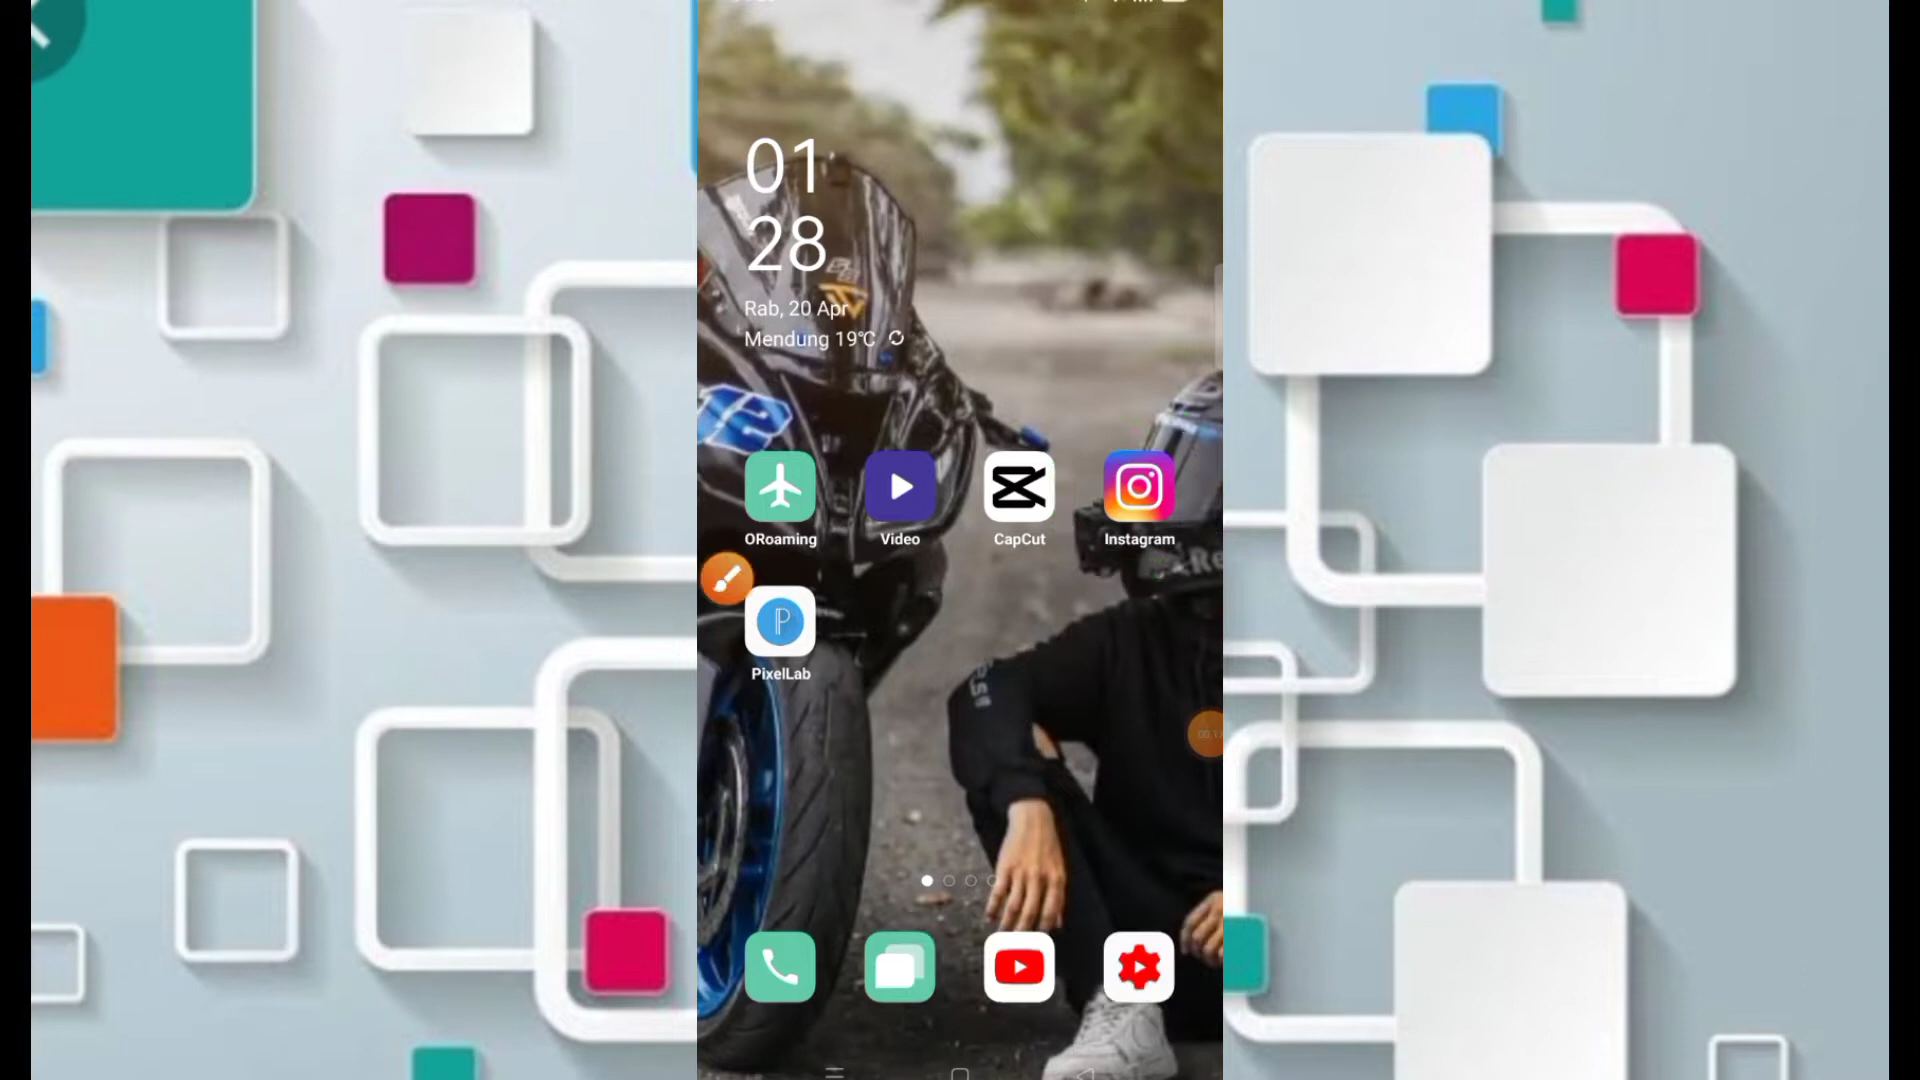 01
28
Rab, 20 Apr
Mendung 19℃
ORoaming
Video
CapCut
Instagram
PixelLab